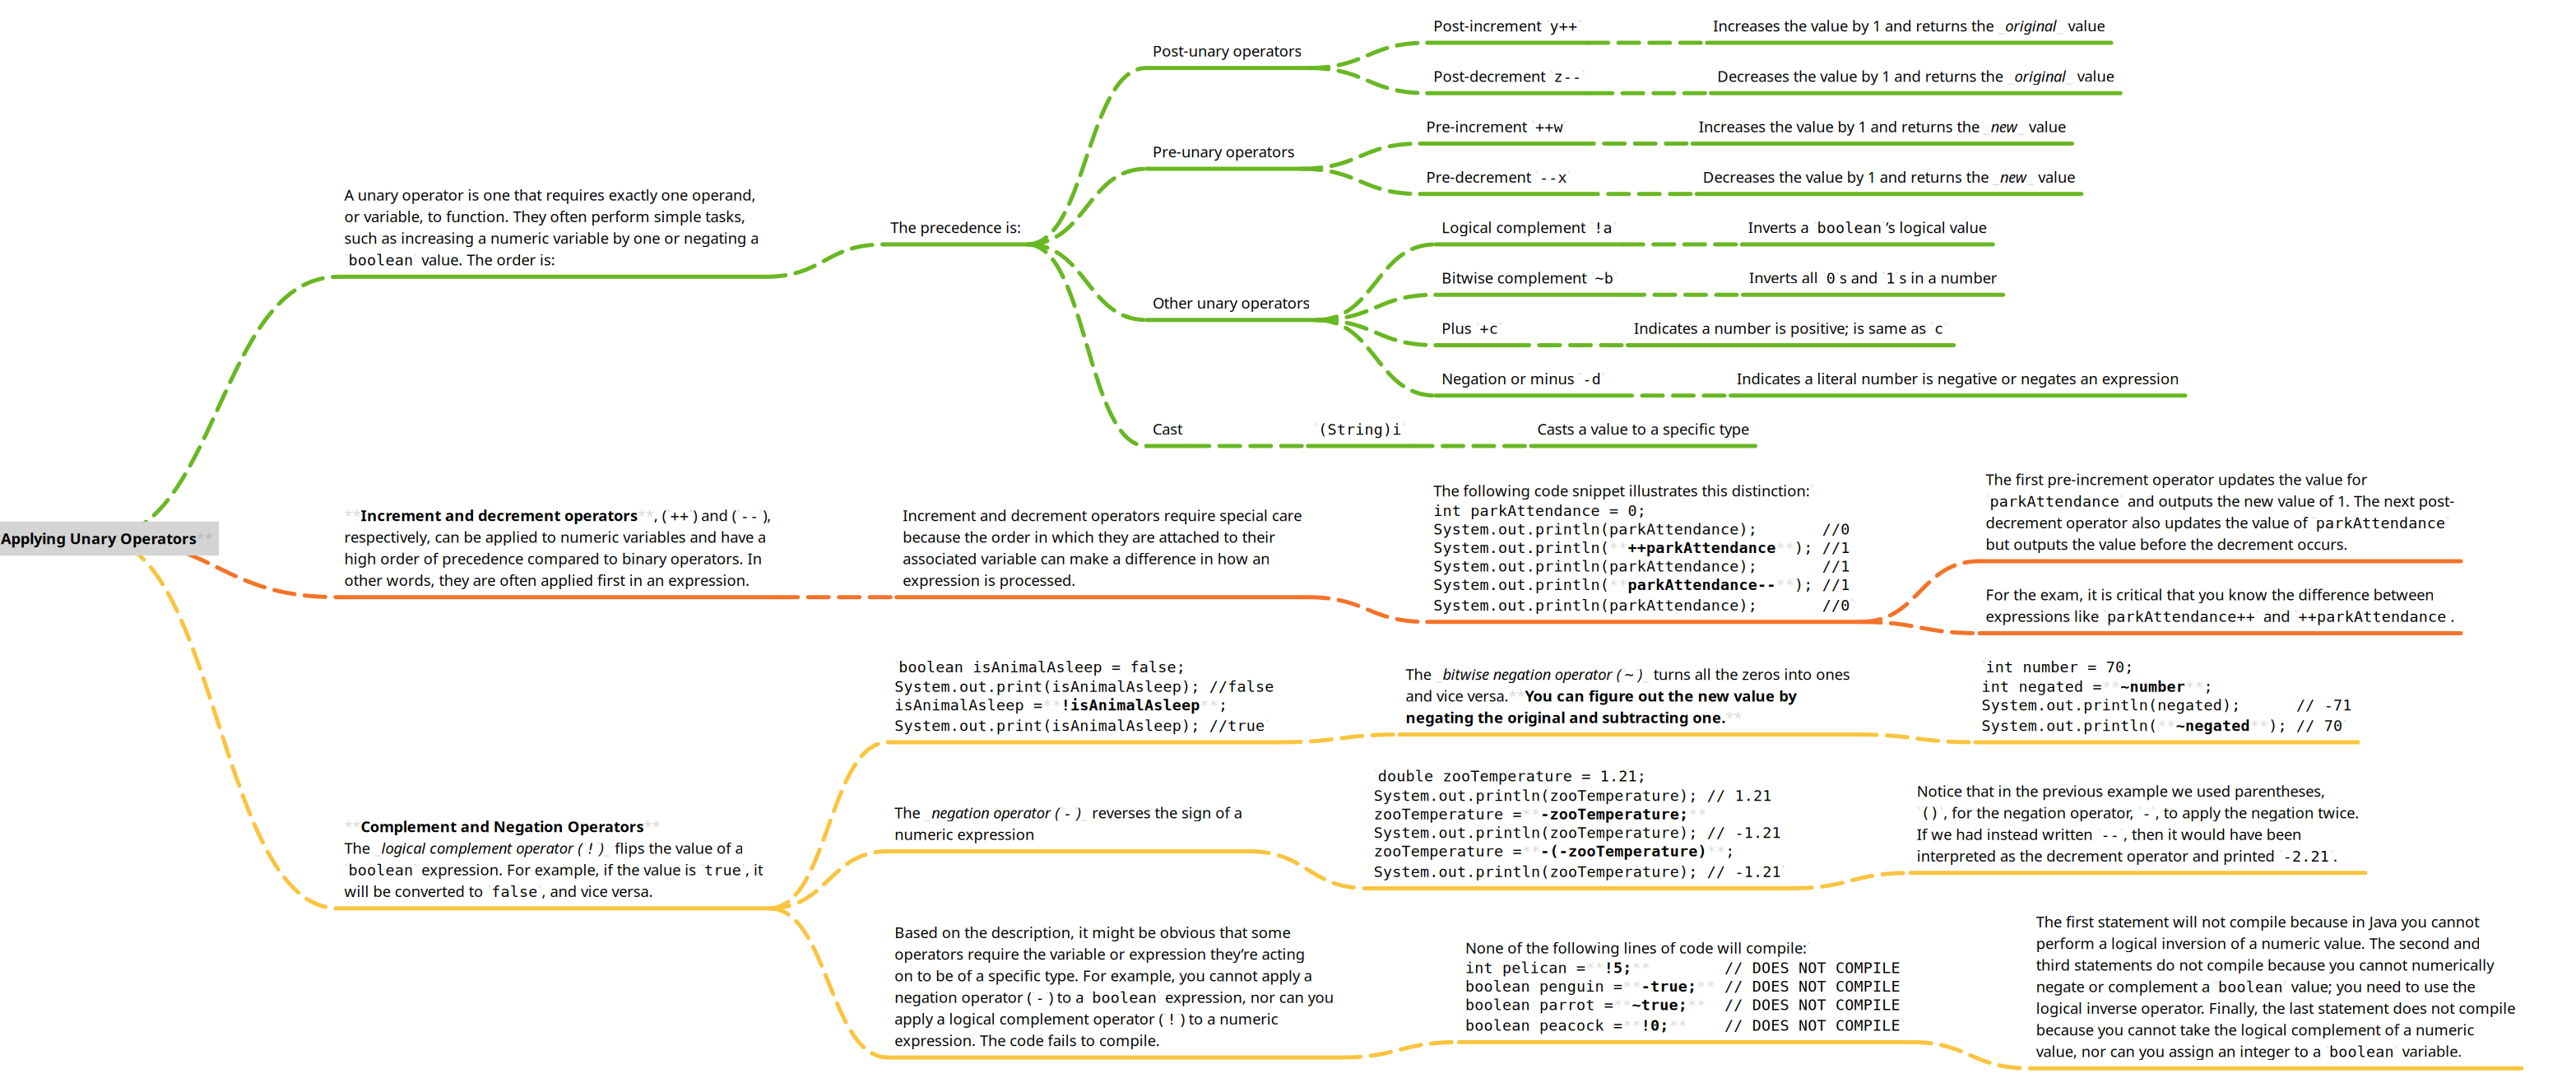 **Applying Unary Operators**
A unary operator is one that requires exactly one operand,
or variable, to function. They often perform simple tasks,
such as increasing a numeric variable by one or negating a
`boolean` value. The order is:
The precedence is:
Post-unary operators
Post-increment `y++`
Increases the value by 1 and returns the _original_ value
Post-decrement `z--`
Decreases the value by 1 and returns the _original_ value
Pre-unary operators
Pre-increment `++w`
Increases the value by 1 and returns the _new_ value
Pre-decrement `--x`
Decreases the value by 1 and returns the _new_ value
Other unary operators
Logical complement `!a`
Inverts a `boolean`’s logical value
Bitwise complement `~b`
Inverts all `0`s and `1`s in a number
Plus `+c`
Indicates a number is positive; is same as `c`
Negation or minus `-d`
Indicates a literal number is negative or negates an expression
Cast
`(String)i`
Casts a value to a specific type
**Increment and decrement operators**, (`++`) and (`--`),
respectively, can be applied to numeric variables and have a
high order of precedence compared to binary operators. In
other words, they are often applied first in an expression.
Increment and decrement operators require special care
because the order in which they are attached to their
associated variable can make a difference in how an
expression is processed.
The following code snippet illustrates this distinction:`
int parkAttendance = 0;
System.out.println(parkAttendance); //0
System.out.println(**++parkAttendance**); //1
System.out.println(parkAttendance); //1
System.out.println(**parkAttendance--**); //1
System.out.println(parkAttendance); //0`
The first pre-increment operator updates the value for
`parkAttendance` and outputs the new value of 1. The next post-
decrement operator also updates the value of `parkAttendance`
but outputs the value before the decrement occurs.
For the exam, it is critical that you know the difference between
expressions like `parkAttendance++` and `++parkAttendance`.
**Complement and Negation Operators**
The _logical complement operator (`!`)_ flips the value of a
`boolean` expression. For example, if the value is `true`, it
will be converted to `false`, and vice versa.
`boolean isAnimalAsleep = false;
System.out.print(isAnimalAsleep); //false
isAnimalAsleep =**!isAnimalAsleep**;
System.out.print(isAnimalAsleep); //true`
The _bitwise negation operator (`~`)_ turns all the zeros into ones
and vice versa.**You can figure out the new value by
negating the original and subtracting one.**
`int number = 70;
int negated =**~number**;
System.out.println(negated); // -71
System.out.println(**~negated**); // 70`
The _negation operator (`-`)_ reverses the sign of a
numeric expression
`double zooTemperature = 1.21;
System.out.println(zooTemperature); // 1.21
zooTemperature =**-zooTemperature;**
System.out.println(zooTemperature); // -1.21
zooTemperature =**-(-zooTemperature)**;
System.out.println(zooTemperature); // -1.21`
Notice that in the previous example we used parentheses,
`()`, for the negation operator, `-`, to apply the negation twice.
If we had instead written `--`, then it would have been
interpreted as the decrement operator and printed `-2.21`.
Based on the description, it might be obvious that some
operators require the variable or expression they’re acting
on to be of a specific type. For example, you cannot apply a
negation operator (`-`) to a `boolean` expression, nor can you
apply a logical complement operator (`!`) to a numeric
expression. The code fails to compile.
None of the following lines of code will compile:`
int pelican =**!5;** // DOES NOT COMPILE
boolean penguin =**-true;** // DOES NOT COMPILE
boolean parrot =**~true;** // DOES NOT COMPILE
boolean peacock =**!0;** // DOES NOT COMPILE`
The first statement will not compile because in Java you cannot
perform a logical inversion of a numeric value. The second and
third statements do not compile because you cannot numerically
negate or complement a `boolean` value; you need to use the
logical inverse operator. Finally, the last statement does not compile
because you cannot take the logical complement of a numeric
value, nor can you assign an integer to a `boolean` variable.